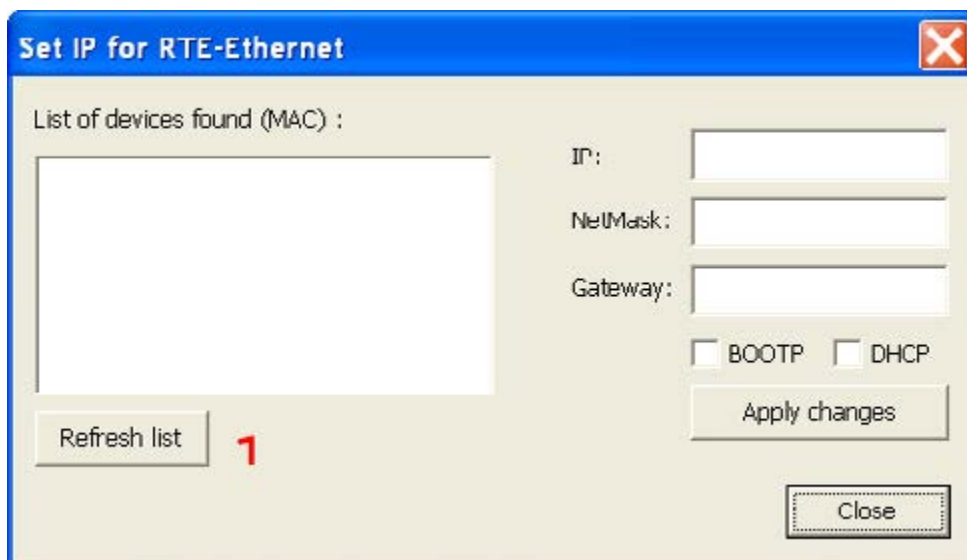 Set IP for RTE-Ethernet
List of devices found (MAC) :
IP:
NetMask:
Gateway:
BOOTP DHCP
Apply changes
Refresh list 1
Close